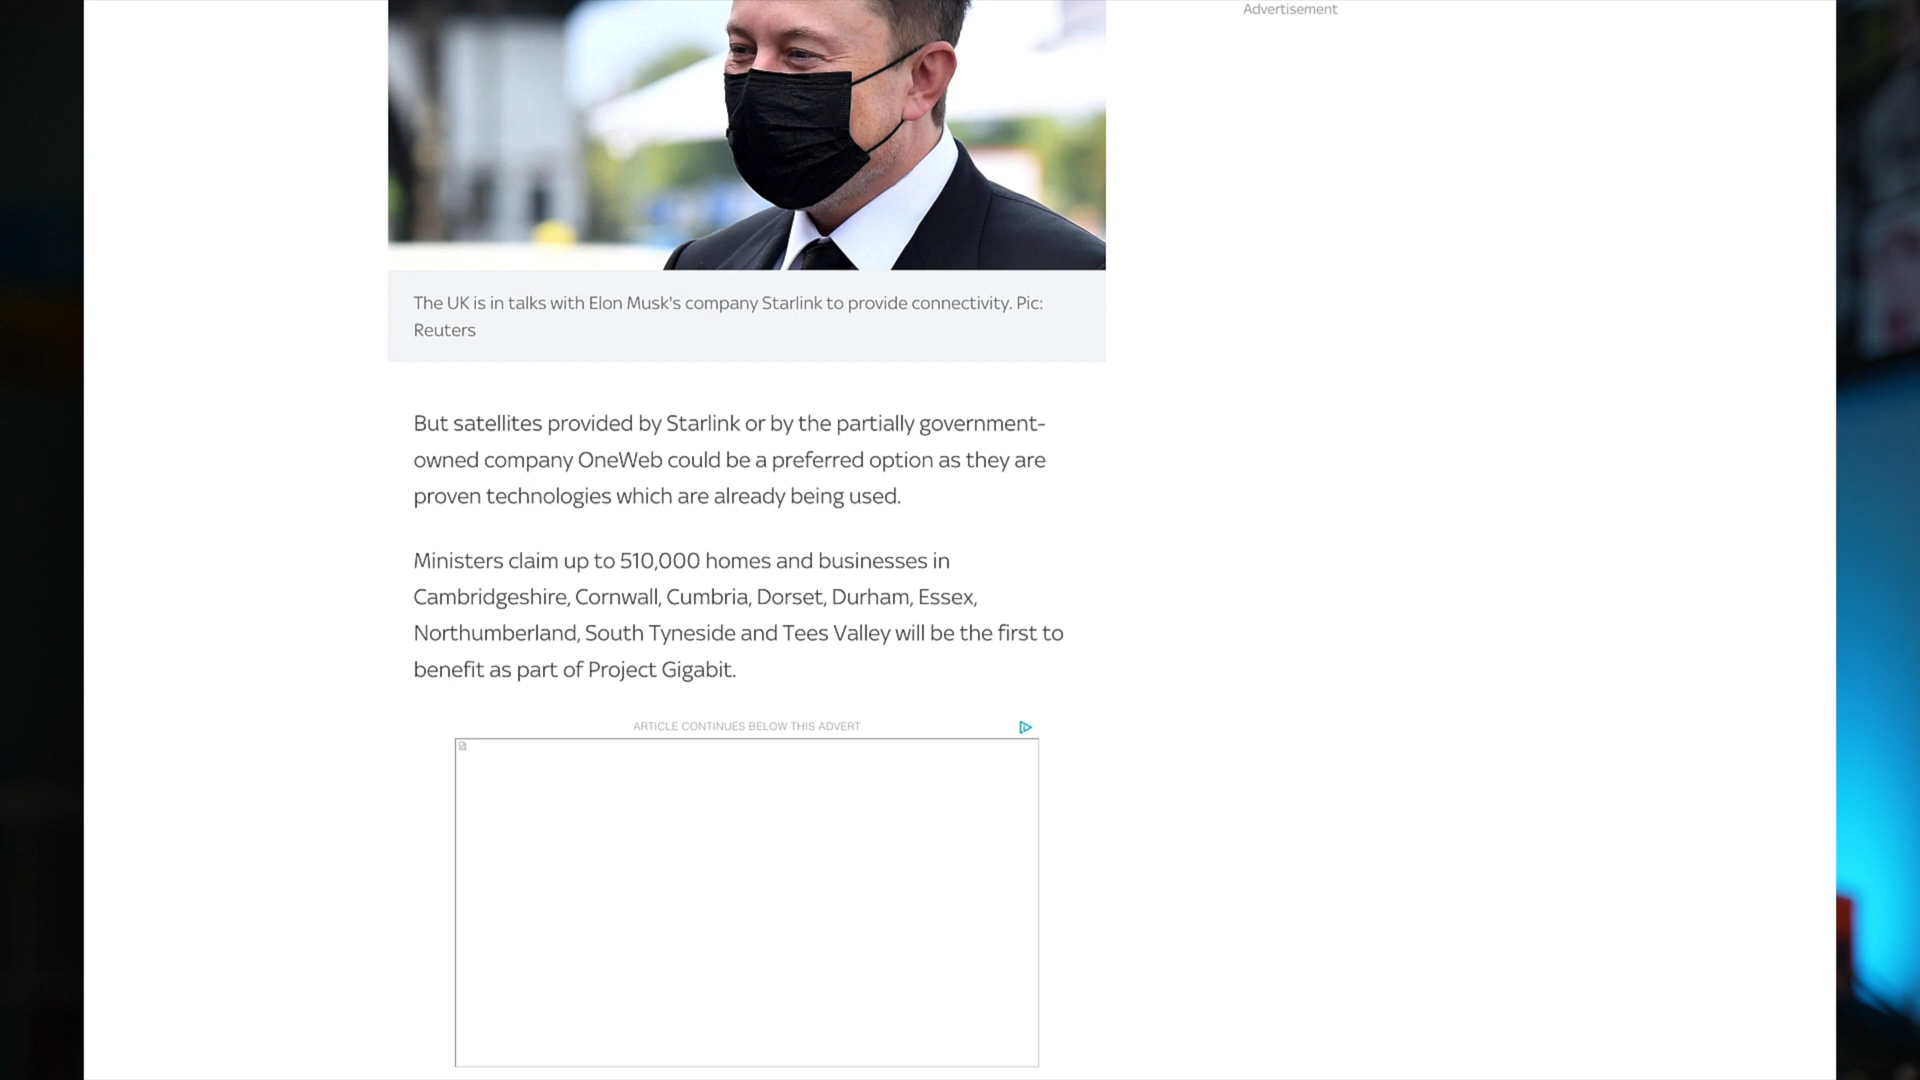 Advertisement
The UK is in talks with Elon Musk's company Starlink to provide connectivity. Pic:
Reuters
But satellites provided by Starlink or by the partially government-
owned company OneWeb could be a preferred option as they are
proven technologies which are already being used.
Ministers claim up to 510,000 homes and businesses in
Cambridgeshire, Cornwall, Cumbria, Dorset, Durham, Essex,
Northumberland, South Tyneside and Tees Valley will be the first to
benefit as part of Project Gigabit.
ARTICLE CONTINUES BELOW THIS ADVERT